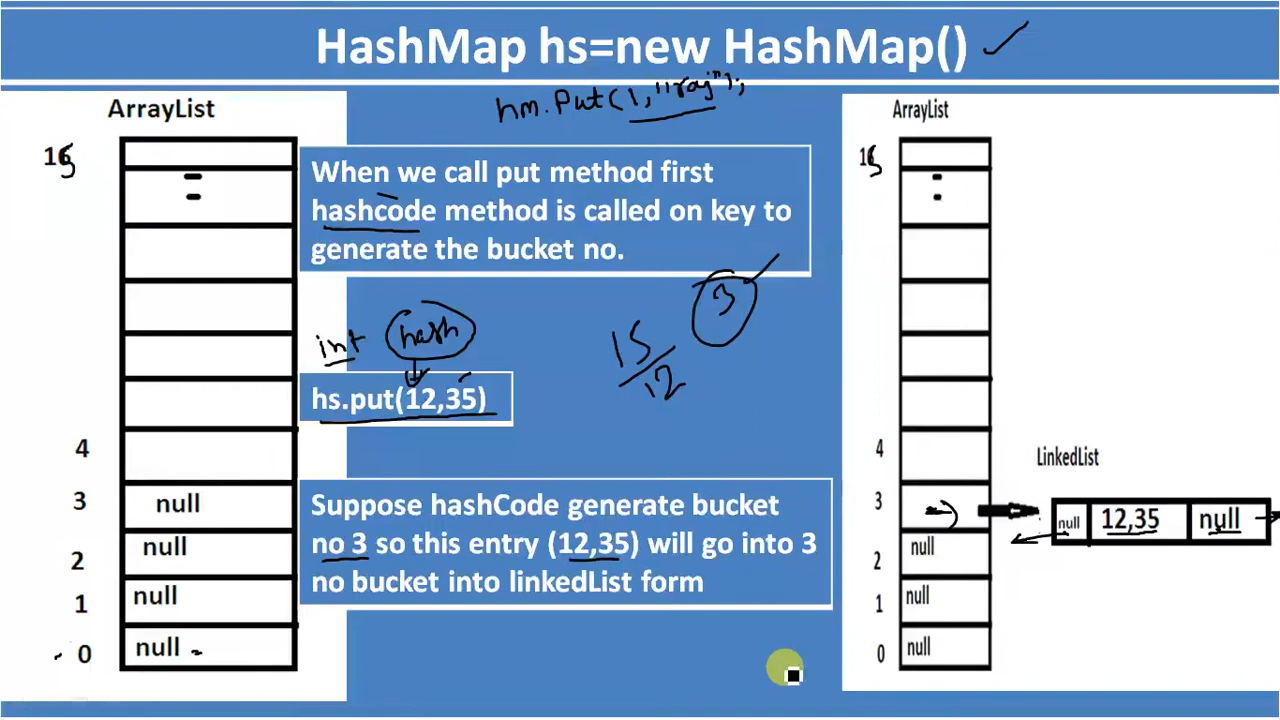 HashMap hs=new HashMap()
hm.Put(1,"raj");
ArrayList
15
When we call put method first
hashcode method is called on key to
generate the bucket no.
int hash
hs.put(12,35)
15
12
3
4
3 null
2 null
1 null
0 null
Suppose hashCode generate bucket
no 3 so this entry (12,35) will go into 3
no bucket into linkedList form
ArrayList
15
4
3
2 null
1 null
0 null
LinkedList
null 12,35 null